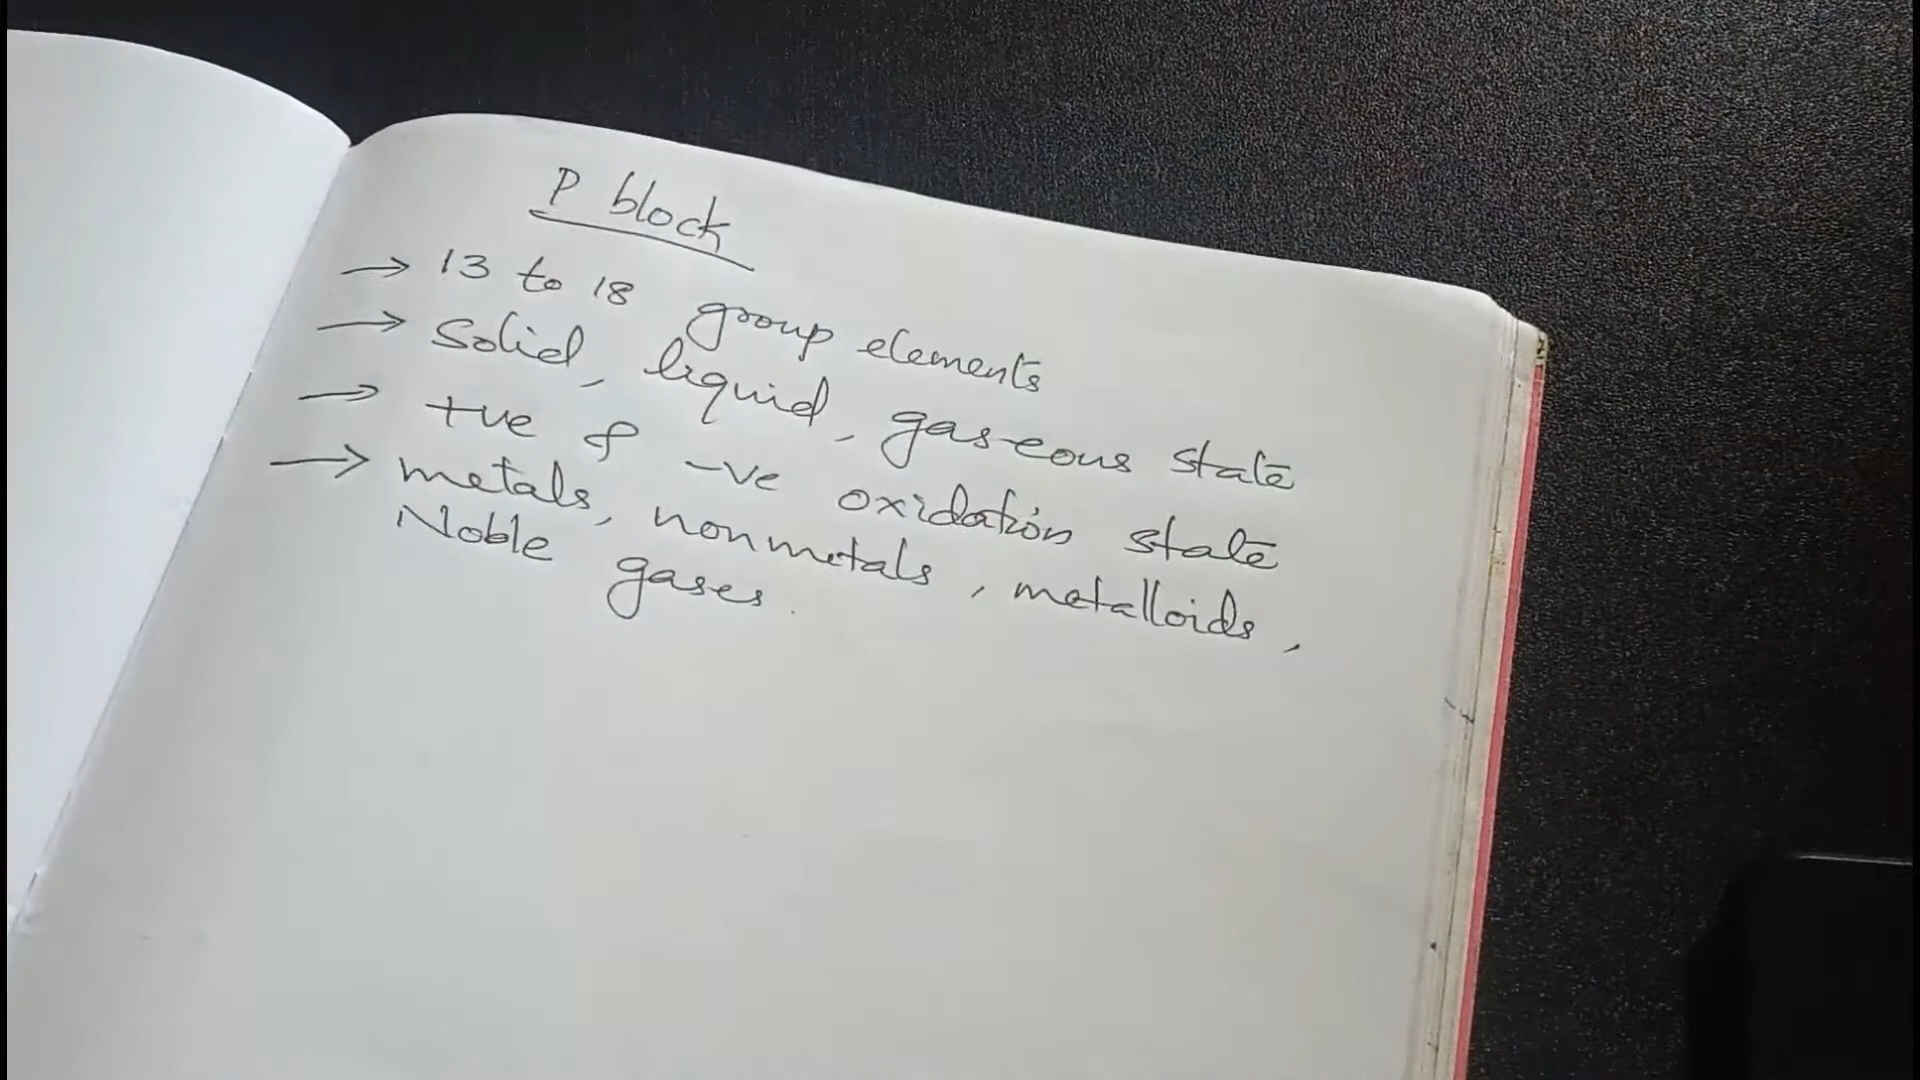 P block
→ 13 to 18 group elements
→ Solid, liquid, gaseous state
→ +ve & -ve oxidation state
→ metals, nonmetals, metalloids,
Noble gases.